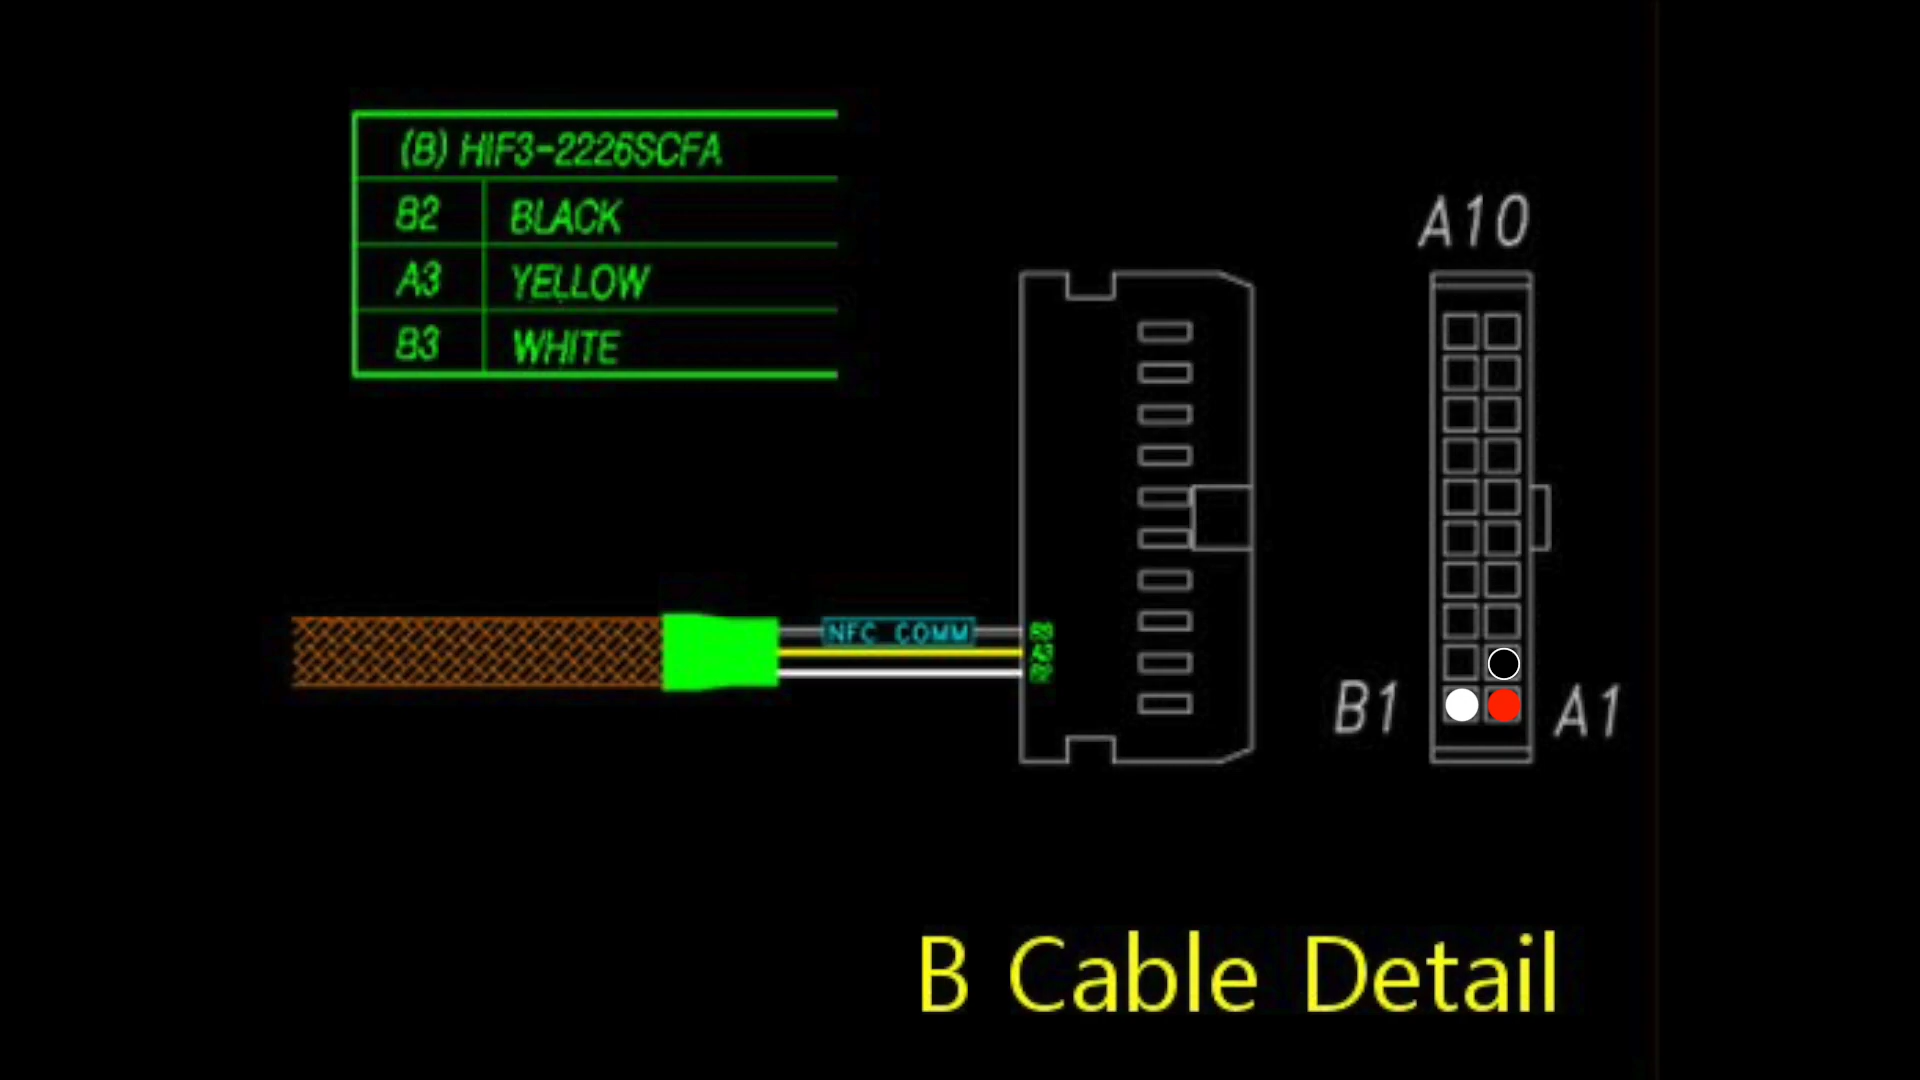 (B) HIF3-2226SCFA
B2 BLACK
A3 YELLOW
B3 WHITE
A10
NFC COMM
B1
A1
B Cable Detail